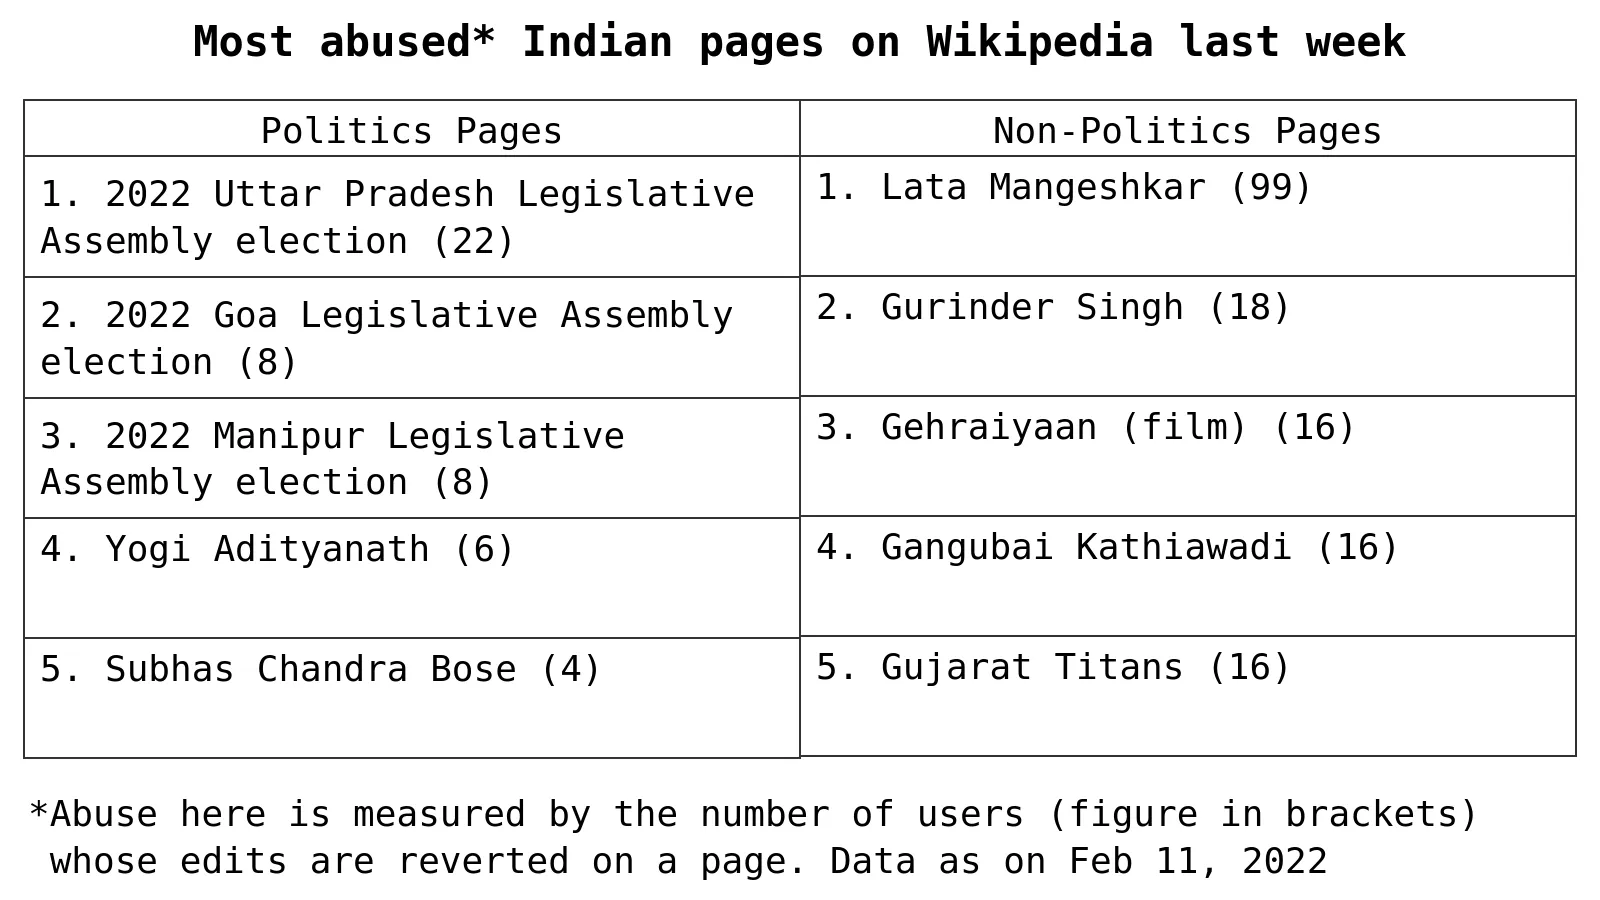 Most abused* Indian pages on Wikipedia last week
Politics Pages
Non-Politics Pages
1. 2022 Uttar Pradesh Legislative
Assembly election (22)
1. Lata Mangeshkar (99)
2. 2022 Goa Legislative Assembly
election (8)
2. Gurinder Singh (18)
3. 2022 Manipur Legislative
Assembly election (8)
3. Gehraiyaan (film) (16)
4. Yogi Adityanath (6)
4. Gangubai Kathiawadi (16)
5. Subhas Chandra Bose (4)
5. Gujarat Titans (16)
*Abuse here is measured by the number of users (figure in brackets)
whose edits are reverted on a page. Data as on Feb 11, 2022